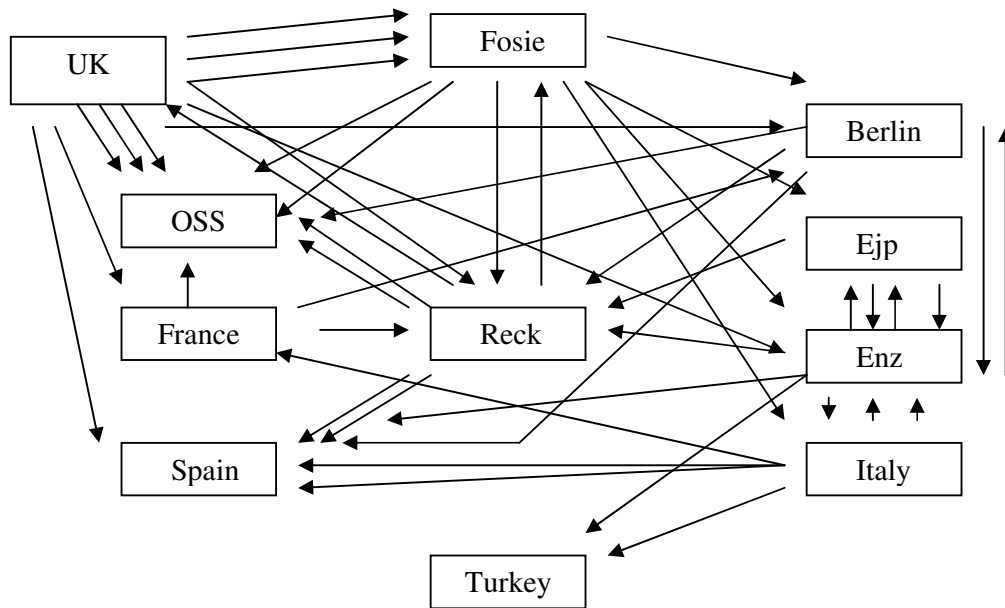 Fosie
UK
Berlin
OSS
Ejp
France
Reck
Enz
Spain
Italy
Turkey